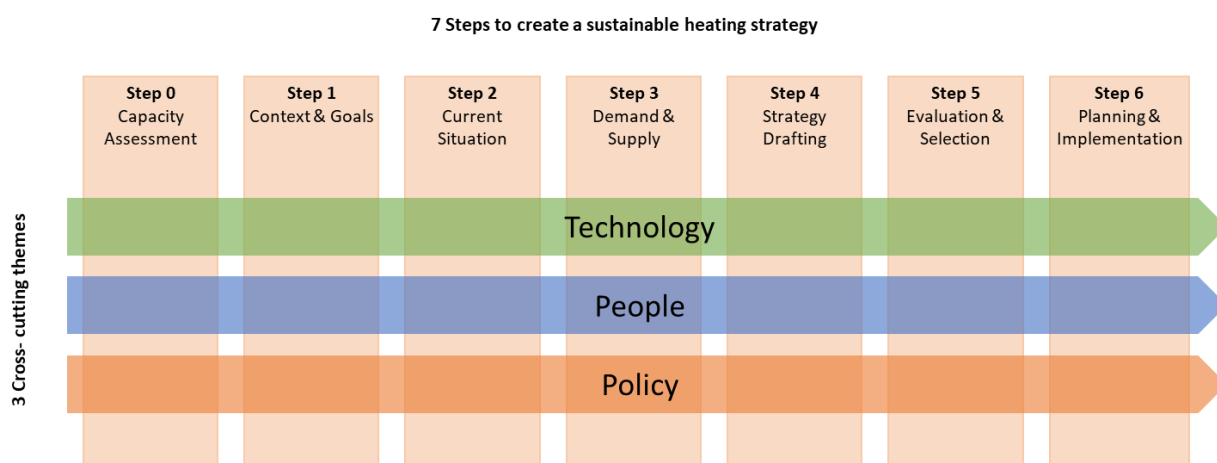 7 Steps to create a sustainable heating strategy
Step 0
Capacity
Assessment
Step 1
Context & Goals
Step 2
Current
Situation
Step 3
Demand &
Supply
Step 4
Strategy
Drafting
Step 5
Evaluation &
Selection
Step 6
Planning &
Implementation
3 Cross- cutting themes
Technology
People
Policy